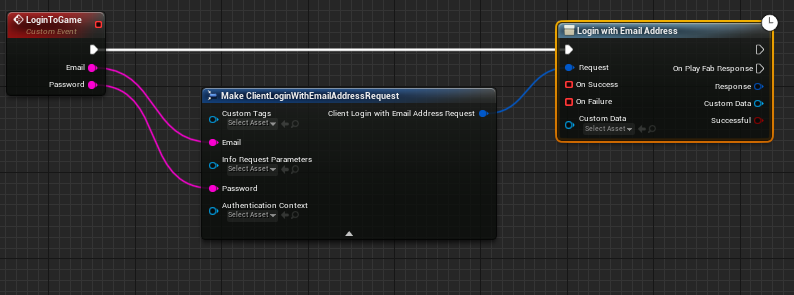 LoginToGame
Custom Event
Email
Password
Make ClientLoginWithEmailAddressRequest
Custom Tags
Select Asset
Client Login with Email Address Request
Email
Info Request Parameters
Select Asset
Password
Authentication Context
Select Asset
Login with Email Address
Request
On Play Fab Response
On Success
Response
On Failure
Custom Data
Custom Data
Select Asset
Successful